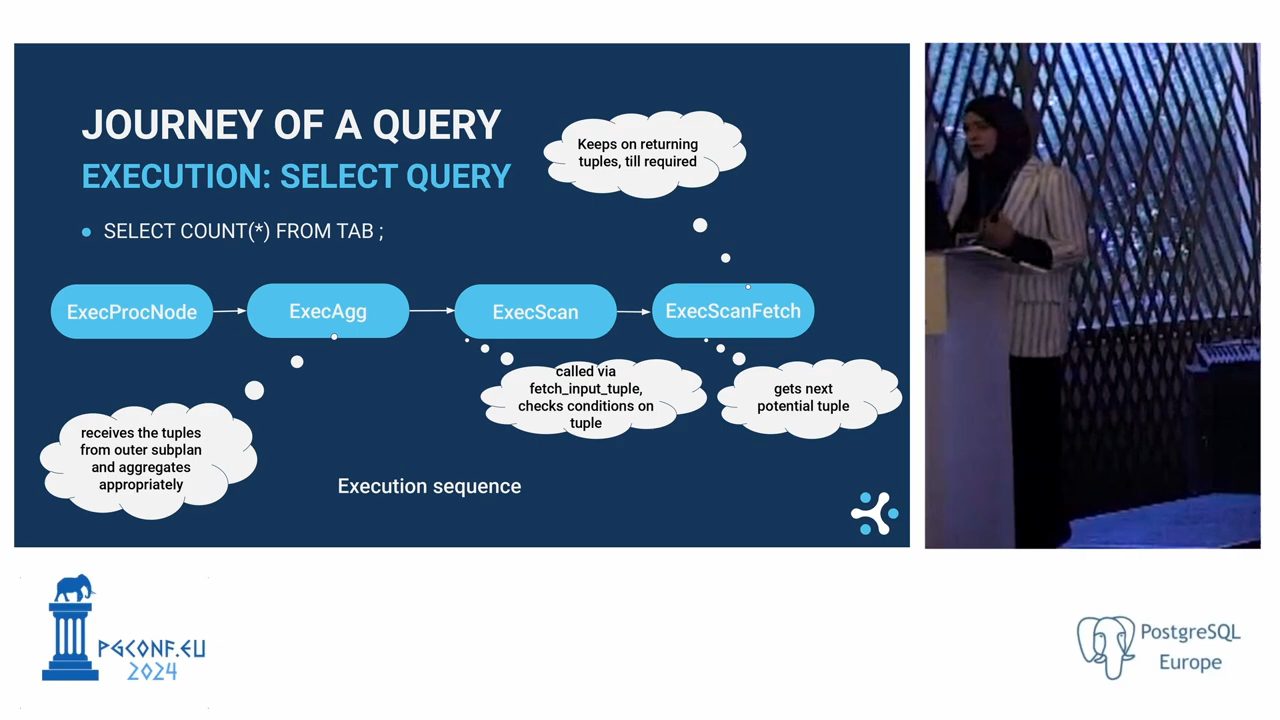 JOURNEY OF A QUERY
EXECUTION: SELECT QUERY
Keeps on returning
tuples, till required
SELECT COUNT(*) FROM TAB ;
ExecProcNode
ExecAgg
ExecScan
ExecScanFetch
called via
fetch_input_tuple,
checks conditions on
tuple
gets next
potential tuple
receives the tuples
from outer subplan
and aggregates
appropriately
Execution sequence
PGCONF.EU
2024
PostgreSQL
Europe